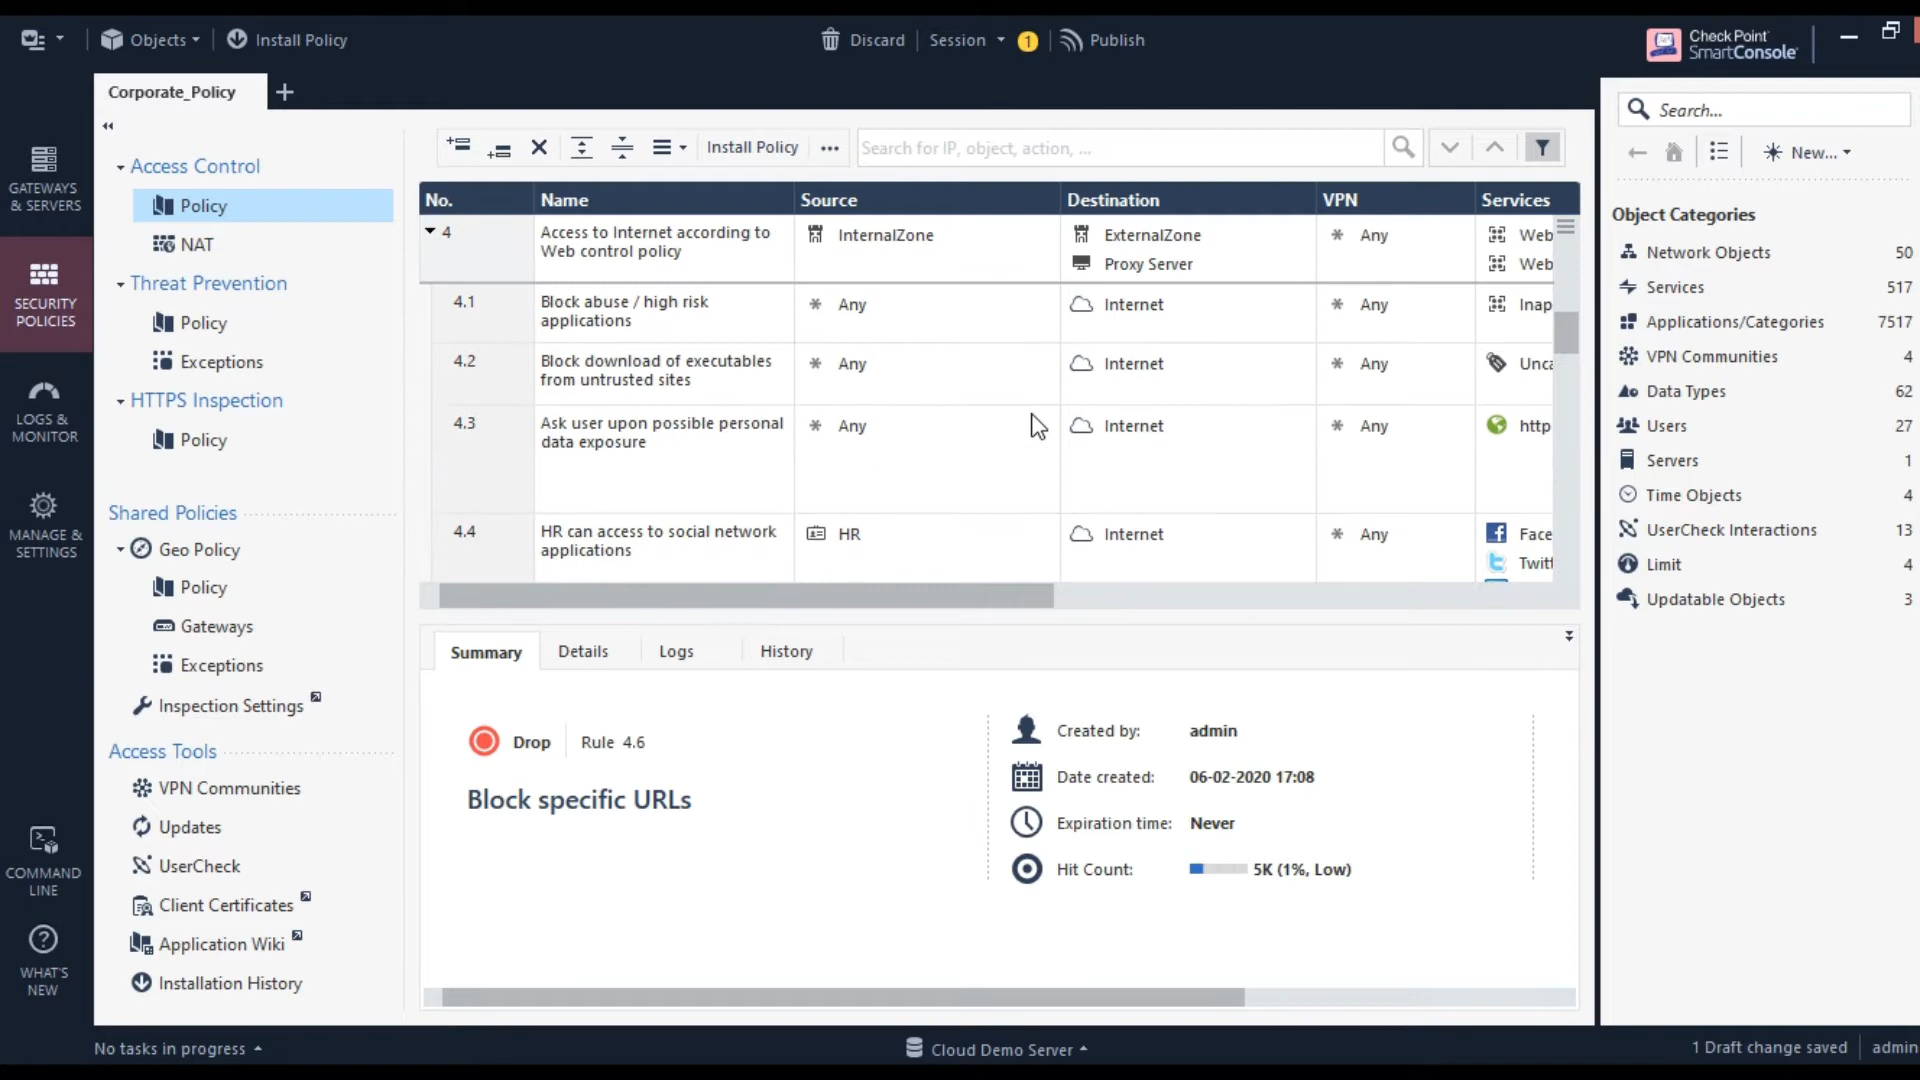 Objects
Install Policy
Discard
Session
1
Publish
Check Point
SmartConsole
Corporate_Policy
GATEWAYS
& SERVERS
SECURITY
POLICIES
LOGS &
MONITOR
MANAGE &
SETTINGS
COMMAND
LINE
WHAT'S
NEW
Access Control
Policy
NAT
Threat Prevention
Policy
Exceptions
HTTPS Inspection
Policy
Shared Policies
Geo Policy
Policy
Gateways
Exceptions
Inspection Settings
Access Tools
VPN Communities
Updates
UserCheck
Client Certificates
Application Wiki
Installation History
Install Policy
Search for IP, object, action, ...
No. Name Source Destination VPN Services
4 Access to Internet according to InternalZone ExternalZone Any Web
Web control policy Proxy Server Web
4.1 Block abuse / high risk Any Internet Any Inap
applications
4.2 Block download of executables Any Internet Any Unca
from untrusted sites
4.3 Ask user upon possible personal Any Internet Any http
data exposure
4.4 HR can access to social network HR Internet Any Face
applications Twitt
Summary Details Logs History
Drop Rule 4.6
Block specific URLs
Created by: admin
Date created: 06-02-2020 17:08
Expiration time: Never
Hit Count: 5K (1%, Low)
Search...
New...
Object Categories
Network Objects 50
Services 517
Applications/Categories 7517
VPN Communities 4
Data Types 62
Users 27
Servers 1
Time Objects 4
UserCheck Interactions 13
Limit 4
Updatable Objects 3
No tasks in progress
Cloud Demo Server
1 Draft change saved
admin